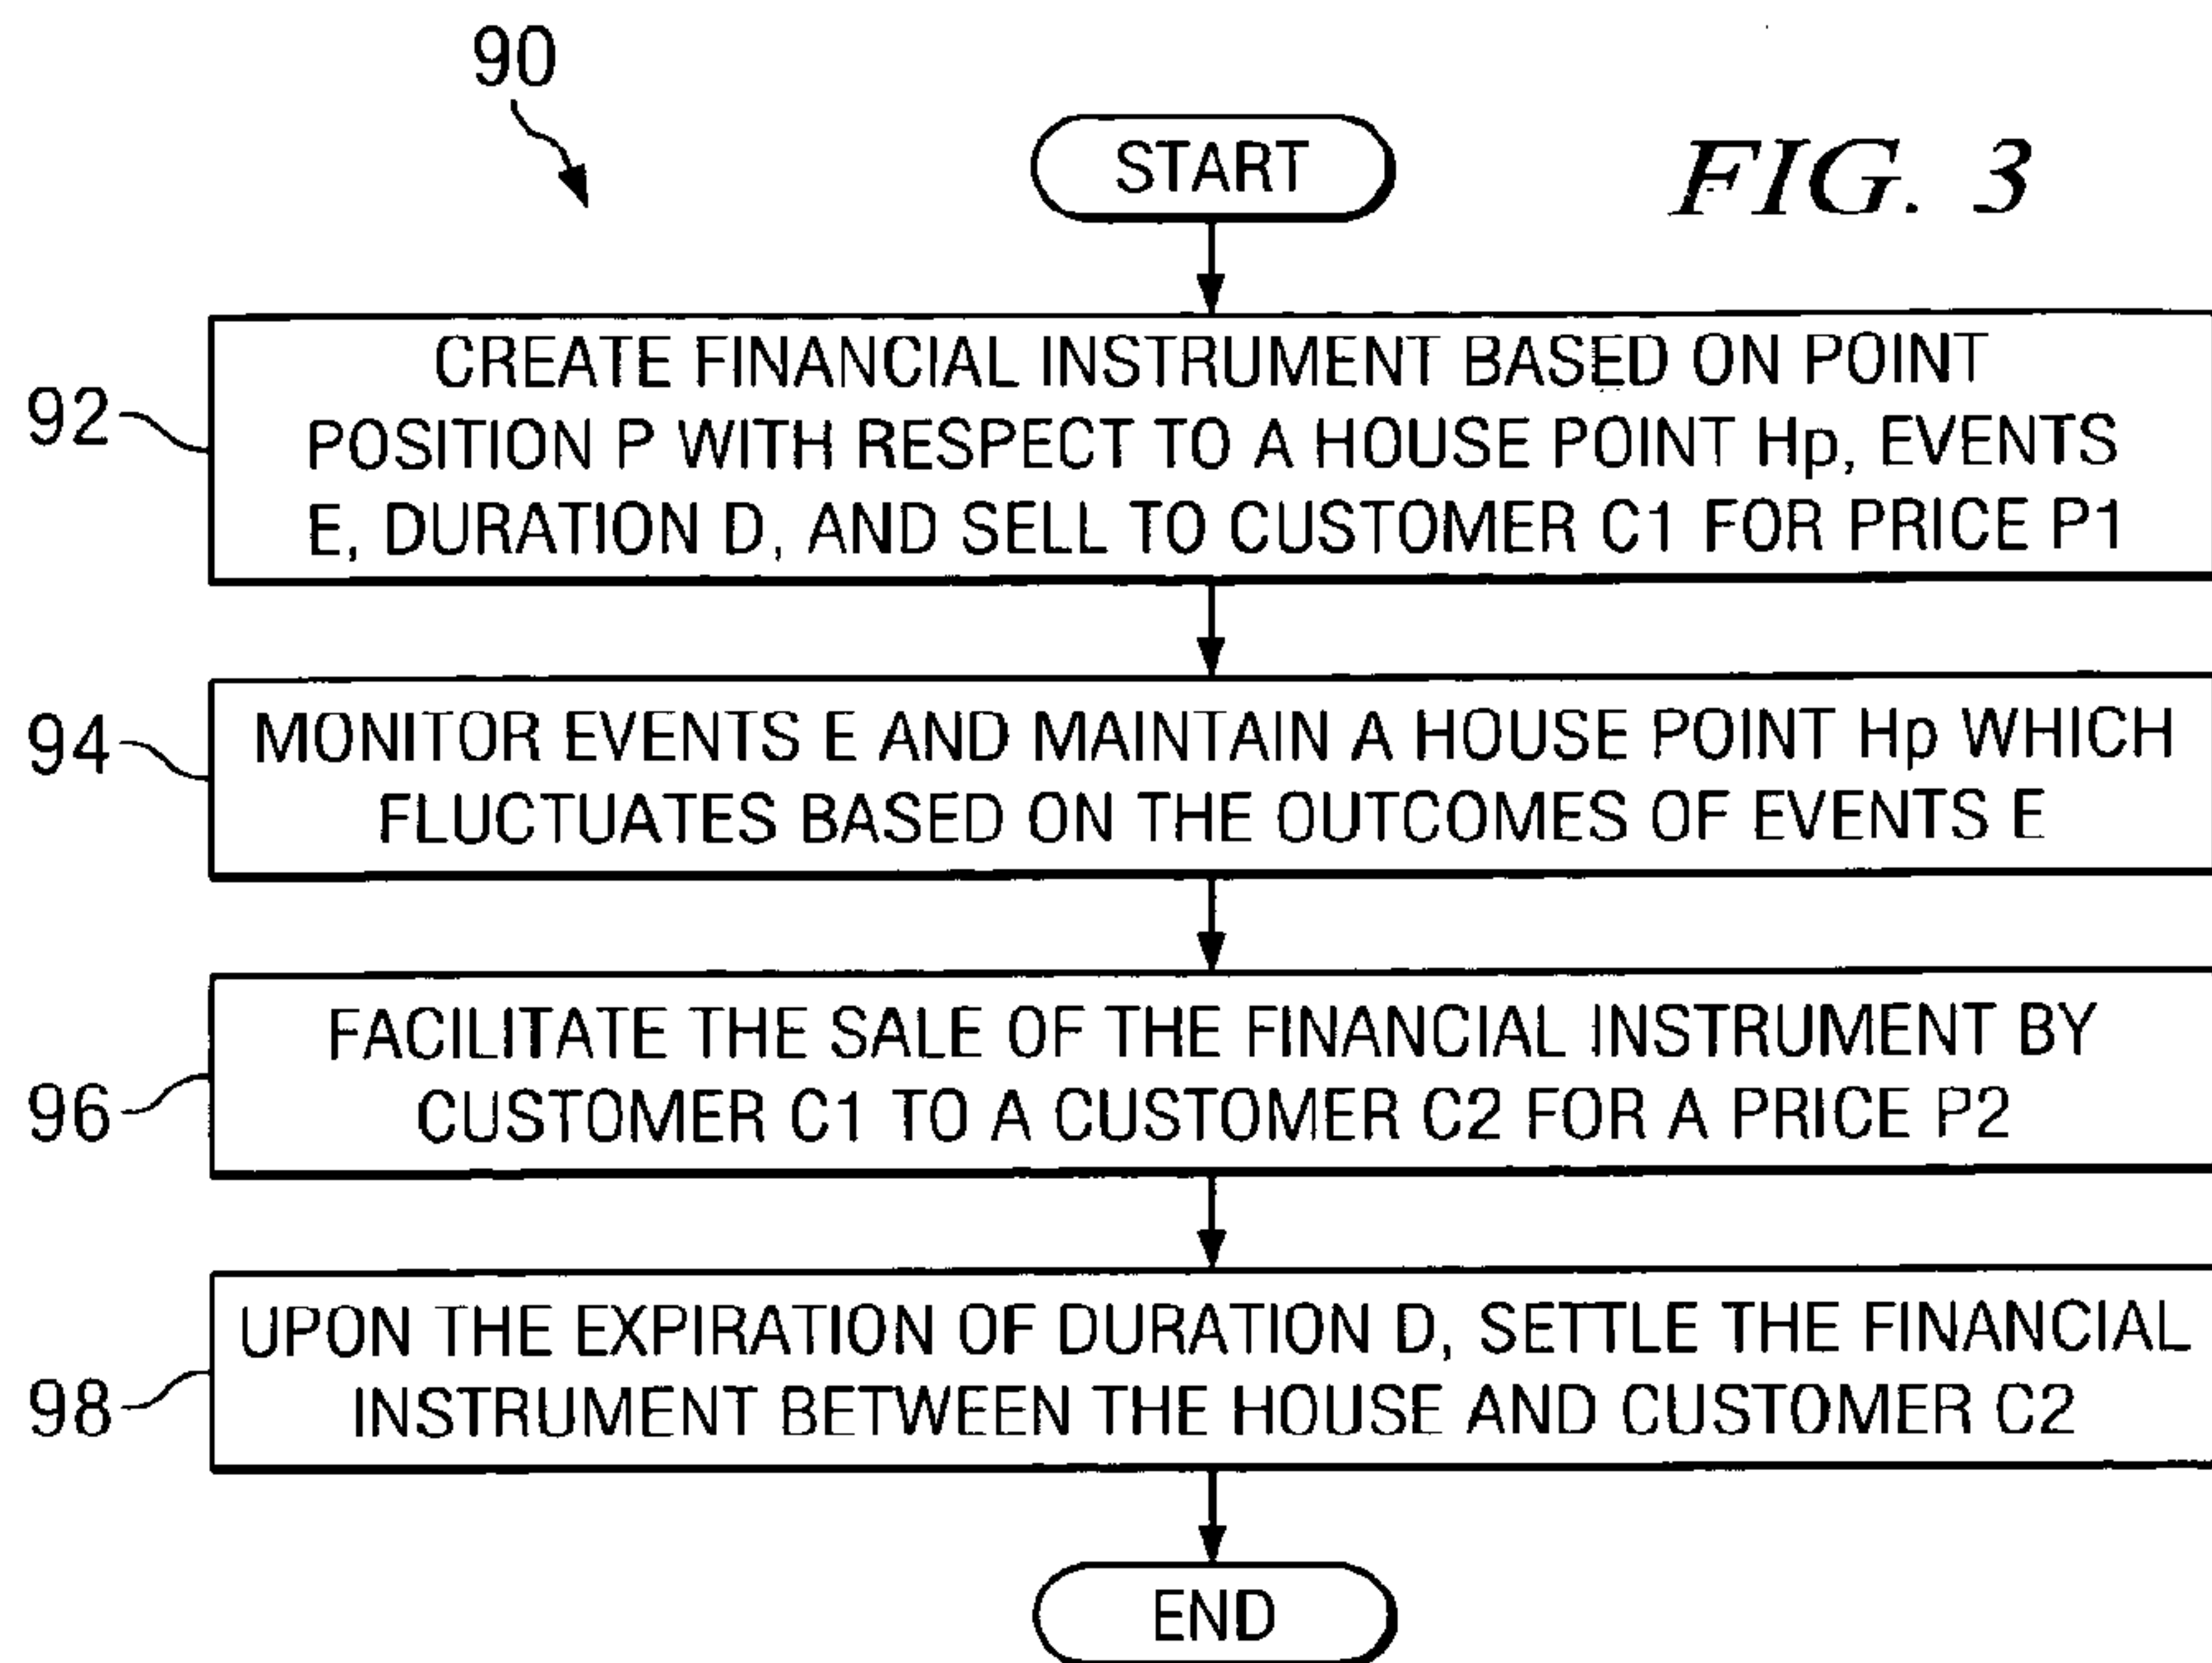 90
START
FIG. 3
92
CREATE FINANCIAL INSTRUMENT BASED ON POINT
POSITION P WITH RESPECT TO A HOUSE POINT Hp, EVENTS
E, DURATION D, AND SELL TO CUSTOMER C1 FOR PRICE P1
94
MONITOR EVENTS E AND MAINTAIN A HOUSE POINT Hp WHICH
FLUCTUATES BASED ON THE OUTCOMES OF EVENTS E
96
FACILITATE THE SALE OF THE FINANCIAL INSTRUMENT BY
CUSTOMER C1 TO A CUSTOMER C2 FOR A PRICE P2
98
UPON THE EXPIRATION OF DURATION D, SETTLE THE FINANCIAL
INSTRUMENT BETWEEN THE HOUSE AND CUSTOMER C2
END